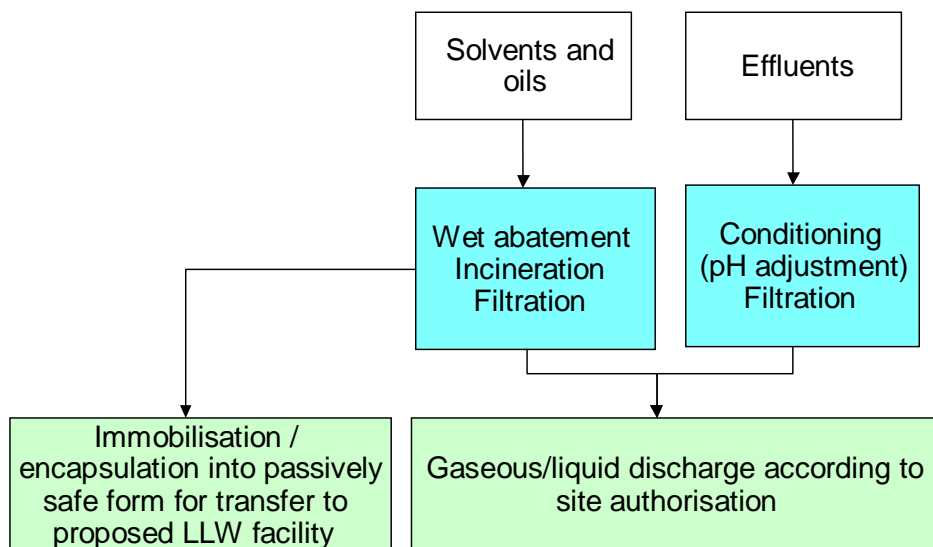 Solvents and
oils
Effluents
Wet abatement
Incineration
Filtration
Conditioning
(pH adjustment)
Filtration
Immobilisation /
encapsulation into passively
safe form for transfer to
proposed LLW facility
Gaseous/liquid discharge according to
site authorisation